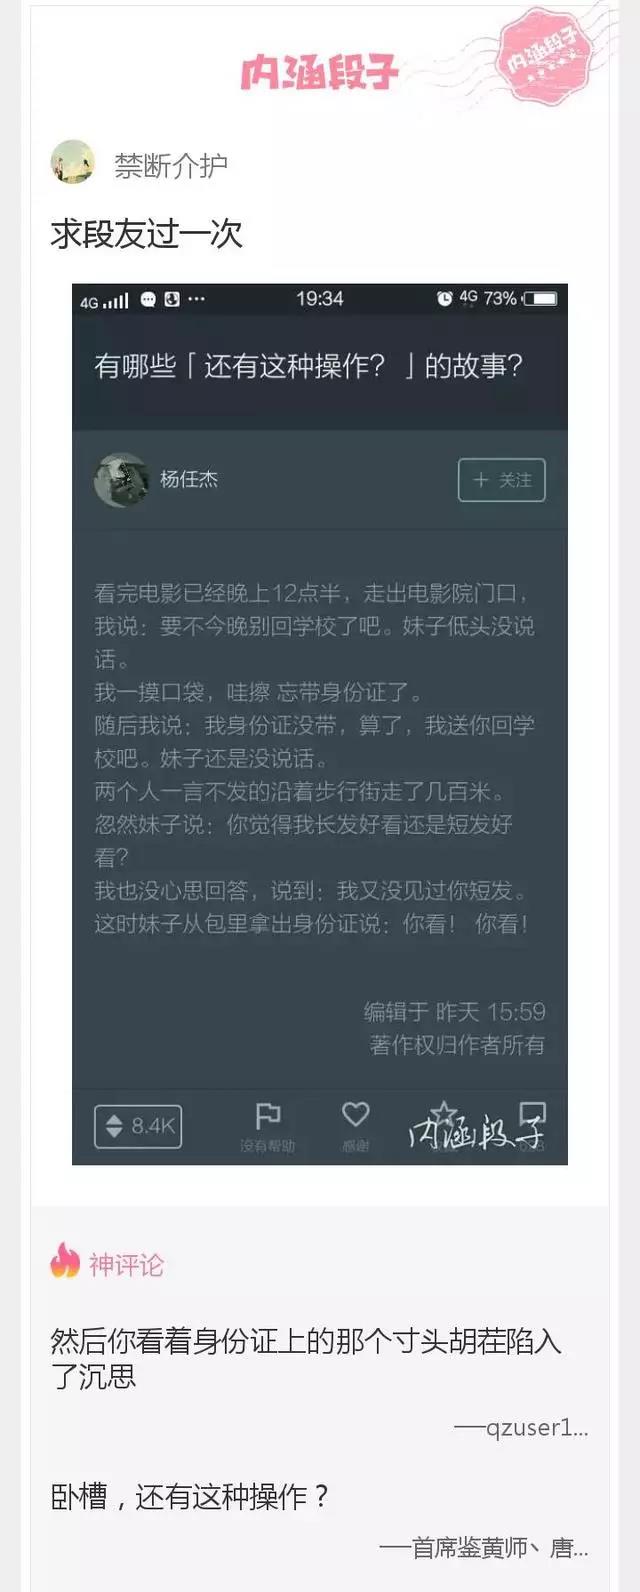 内涵段子
内涵段子
禁断介护
求段友过一次
4G 19:34 4G 73%
有哪些「还有这种操作？」的故事？
杨任杰
+ 关注
看完电影已经晚上12点半，走出电影院门口，
我说：要不今晚别回学校了吧。妹子低头没说
话。
我一摸口袋，哇擦 忘带身份证了。
随后我说：我身份证没带，算了，我送你回学
校吧。妹子还是没说话。
两个人一言不发的沿着步行街走了几百米。
忽然妹子说：你觉得我长发好看还是短发好
看？
我也没心思回答，说到：我又没见过你短发。
这时妹子从包里拿出身份证说：你看！ 你看！
编辑于 昨天 15:59
著作权归作者所有
8.4K
没有帮助
感谢
内涵段子
神评论
然后你看着身份证上的那个寸头胡茬陷入
了沉思
──qzuser1...
卧槽，还有这种操作？
──首席鉴黄师丶唐...